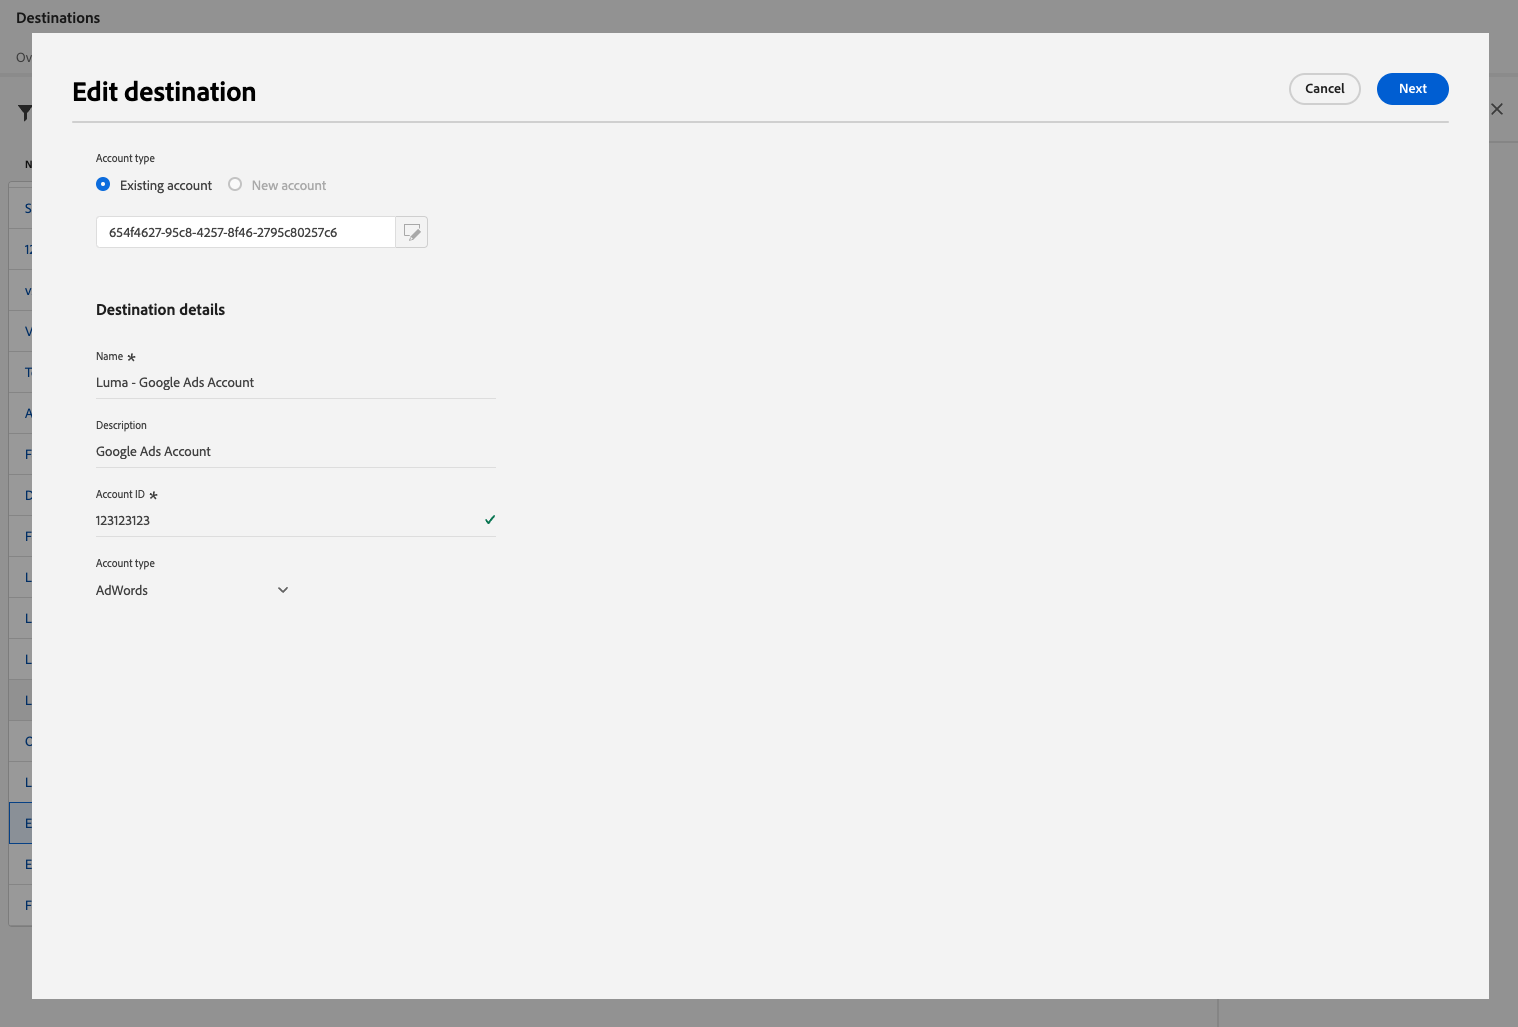 Destinations
Edit destination
Cancel
Next
Account type
Existing account
New account
654f4627-95c8-4257-8f46-2795c80257c6
Destination details
Name *
Luma - Google Ads Account
Description
Google Ads Account
Account ID *
123123123
Account type
AdWords